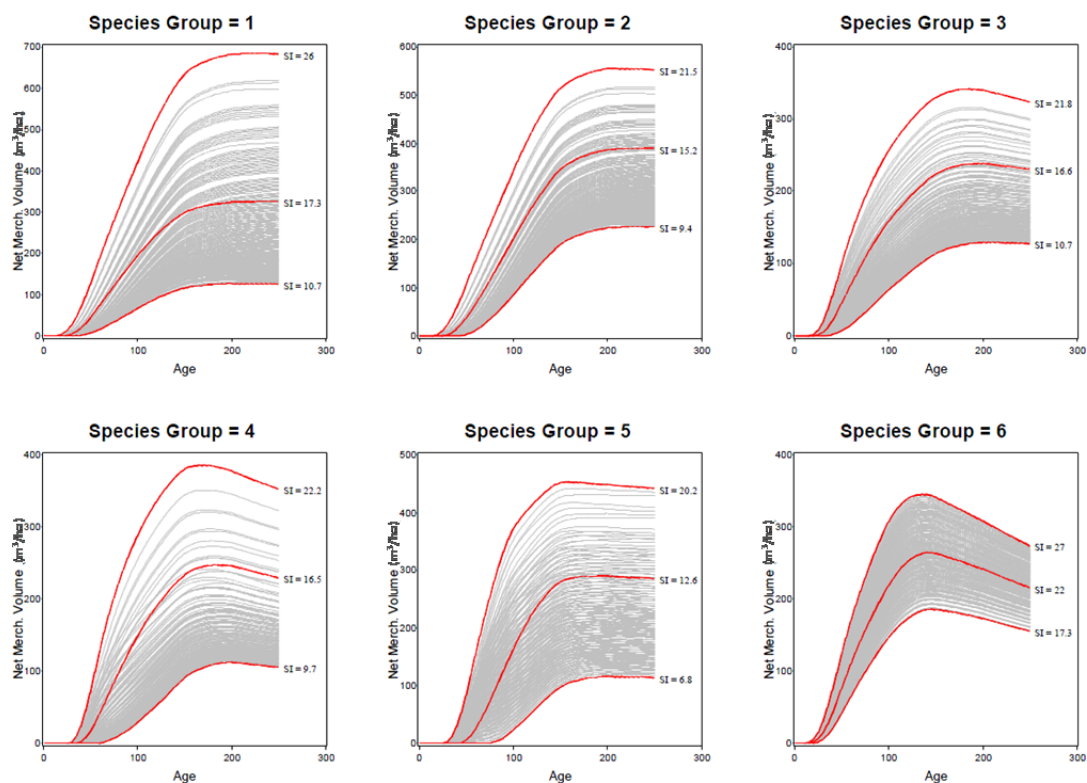 Species Group = 1
Species Group = 2
Species Group = 3
700
600
500
400
300
200
100
0
Net Merch. Volume (m³/ha)
SI = 26
SI = 17.3
SI = 10.7
0 100 200 300
Age
600
500
400
300
200
100
0
Net Merch. Volume (m³/ha)
SI = 21.5
SI = 15.2
SI = 9.4
0 100 200 300
Age
400
300
200
100
0
Net Merch. Volume (m³/ha)
SI = 21.8
SI = 16.6
SI = 10.7
0 100 200 300
Age
Species Group = 4
Species Group = 5
Species Group = 6
400
300
200
100
0
Net Merch. Volume (m³/ha)
SI = 22.2
SI = 16.5
SI = 9.7
0 100 200 300
Age
500
400
300
200
100
0
Net Merch. Volume (m³/ha)
SI = 20.2
SI = 12.6
SI = 6.8
0 100 200 300
Age
400
300
200
100
0
Net Merch. Volume (m³/ha)
SI = 27
SI = 22
SI = 17.3
0 100 200 300
Age